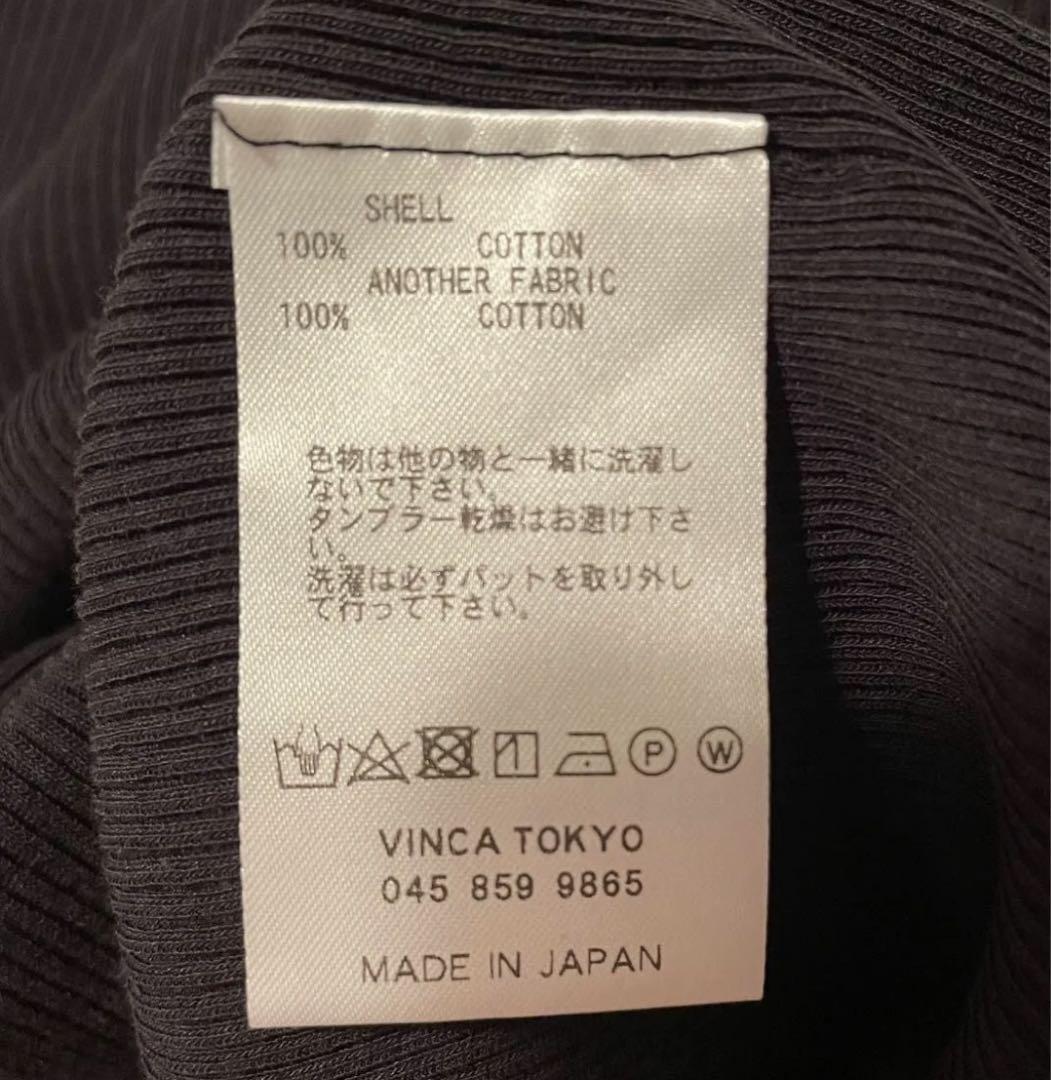 SHELL
100% COTTON
ANOTHER FABRIC
100% COTTON
色物は他の物と一緒に洗濯し
ないで下さい。
タンブラー乾燥はお避け下さ
い。
洗濯は必ずパットを取り外し
て行って下さい。
1 P W
VINCA TOKYO
045 859 9865
MADE IN JAPAN